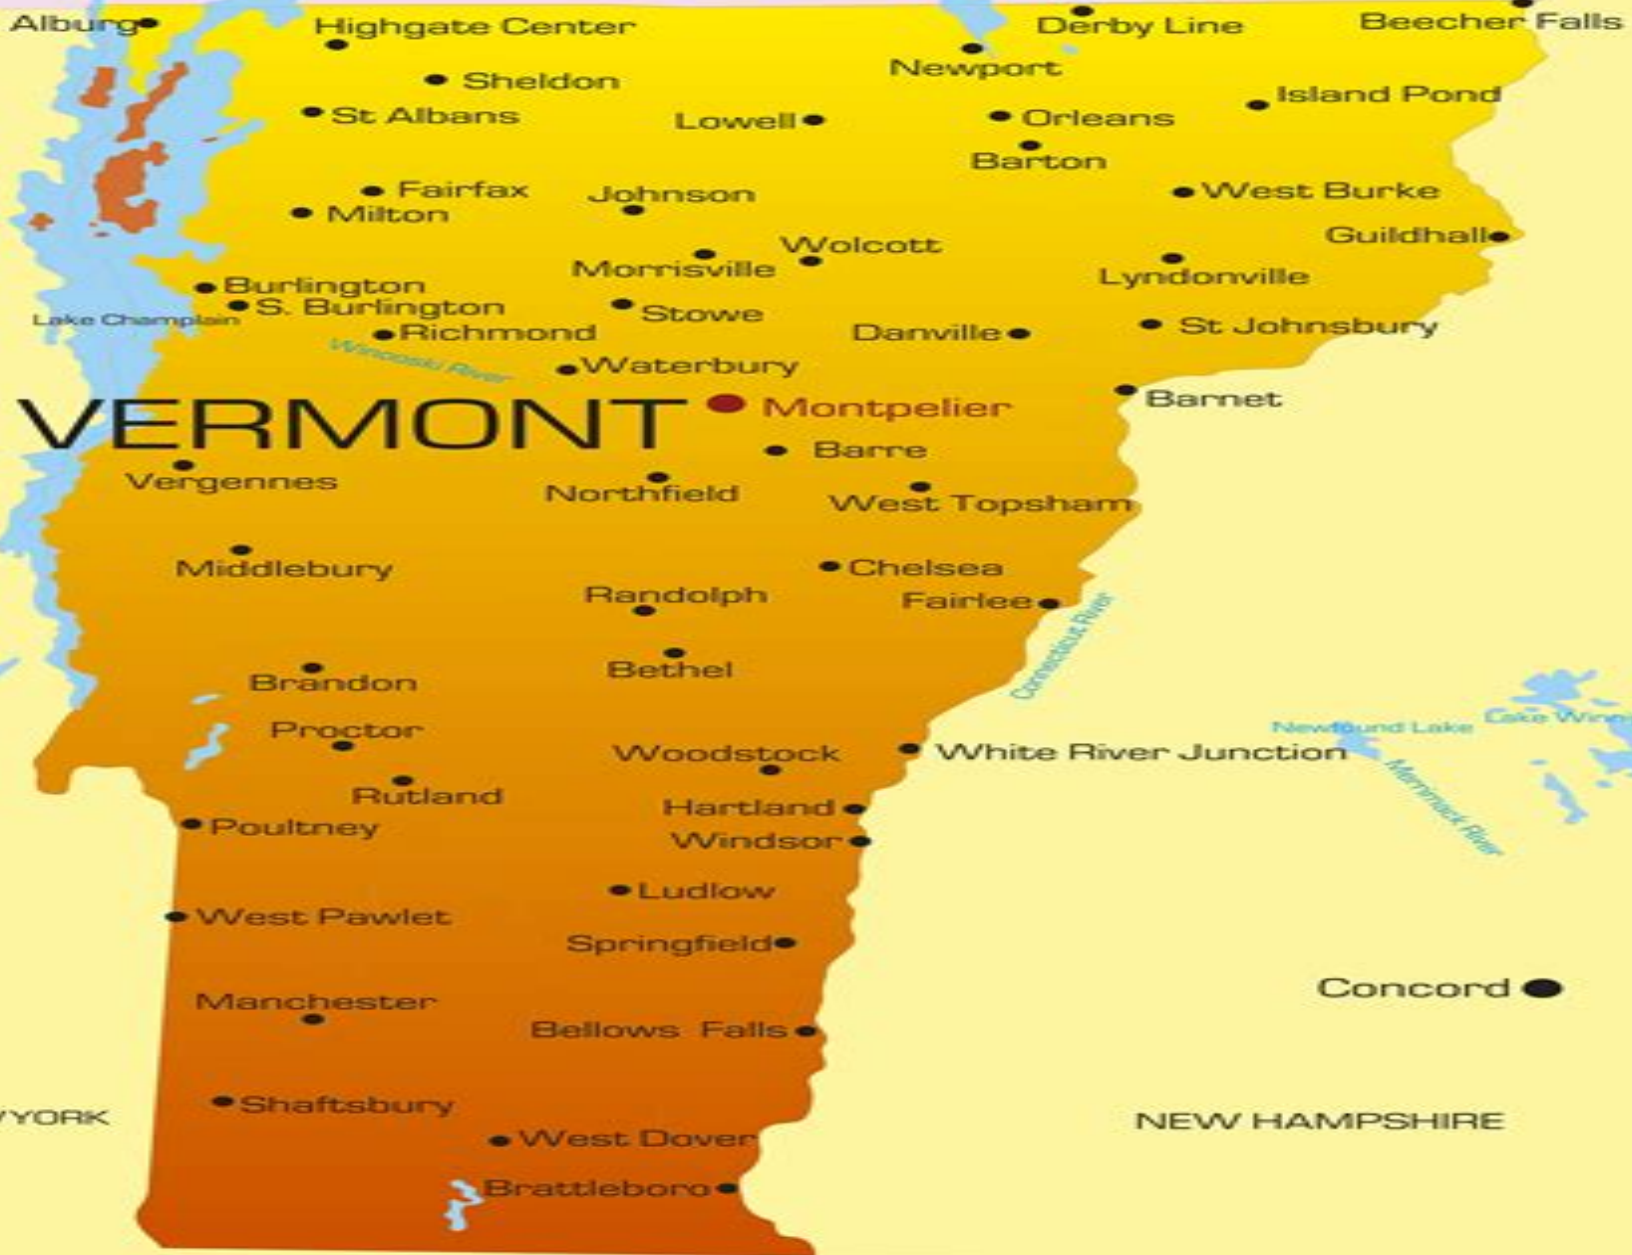 Alburg
Highgate Center
Derby Line
Beecher Falls
Newport
Sheldon
Island Pond
St Albans
Lowell
Orleans
Barton
Fairfax
Johnson
West Burke
Milton
Guildhall
Wolcott
Morrisville
Lyndonville
Burlington
S. Burlington
Stowe
Lake Champlain
Richmond
Danville
St Johnsbury
Winooski River
Waterbury
Barnet
VERMONT
Montpelier
Barre
Vergennes
Northfield
West Topsham
Middlebury
Chelsea
Randolph
Fairlee
Connecticut River
Bethel
Brandon
Proctor
Newfound Lake
Lake Winn
Woodstock
White River Junction
Merrimack River
Rutland
Hartland
Poultney
Windsor
Ludlow
West Pawlet
Springfield
Concord
Manchester
Bellows Falls
Shaftsbury
YORK
NEW HAMPSHIRE
West Dover
Brattleboro